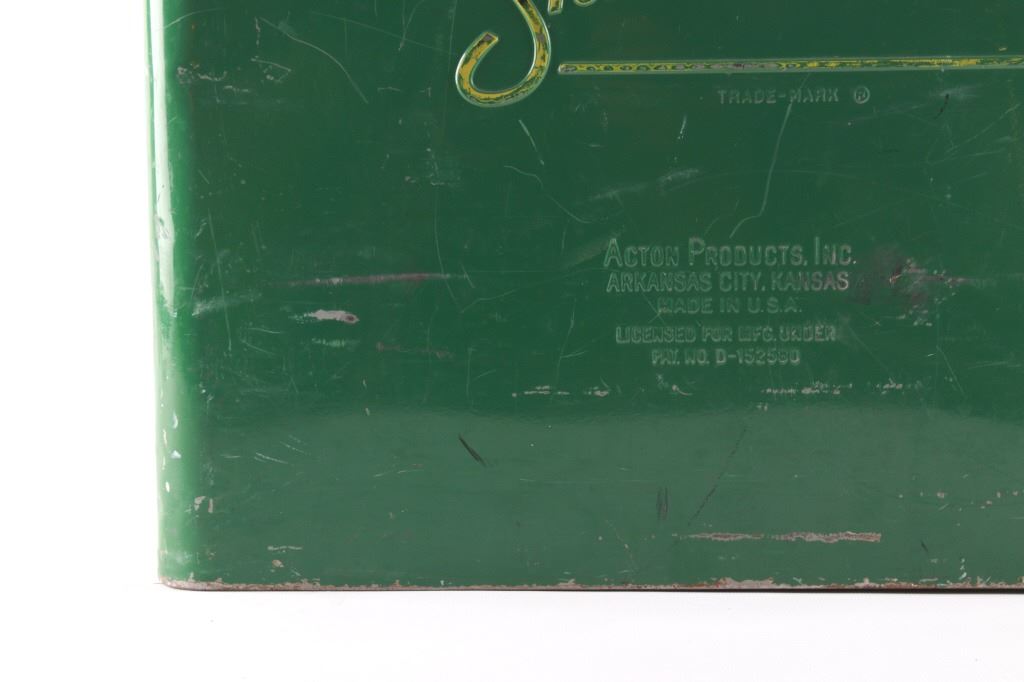 TRADE-MARK ®
ACTON PRODUCTS, INC.
ARKANSAS CITY, KANSAS
MADE IN U.S.A.
LICENSED FOR MFG. UNDER
PAT. NO. D-152580